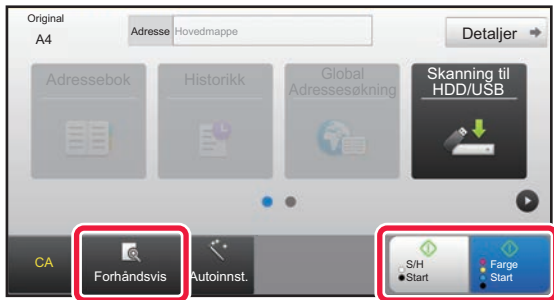 Original
A4
Adresse Hovedmappe
Detaljer
Adressebok
Historikk
Global
Adressesøkning
Skanning til
HDD/USB
CA
Forhåndsvis
Autoinnst.
S/H
Start
Farge
Start